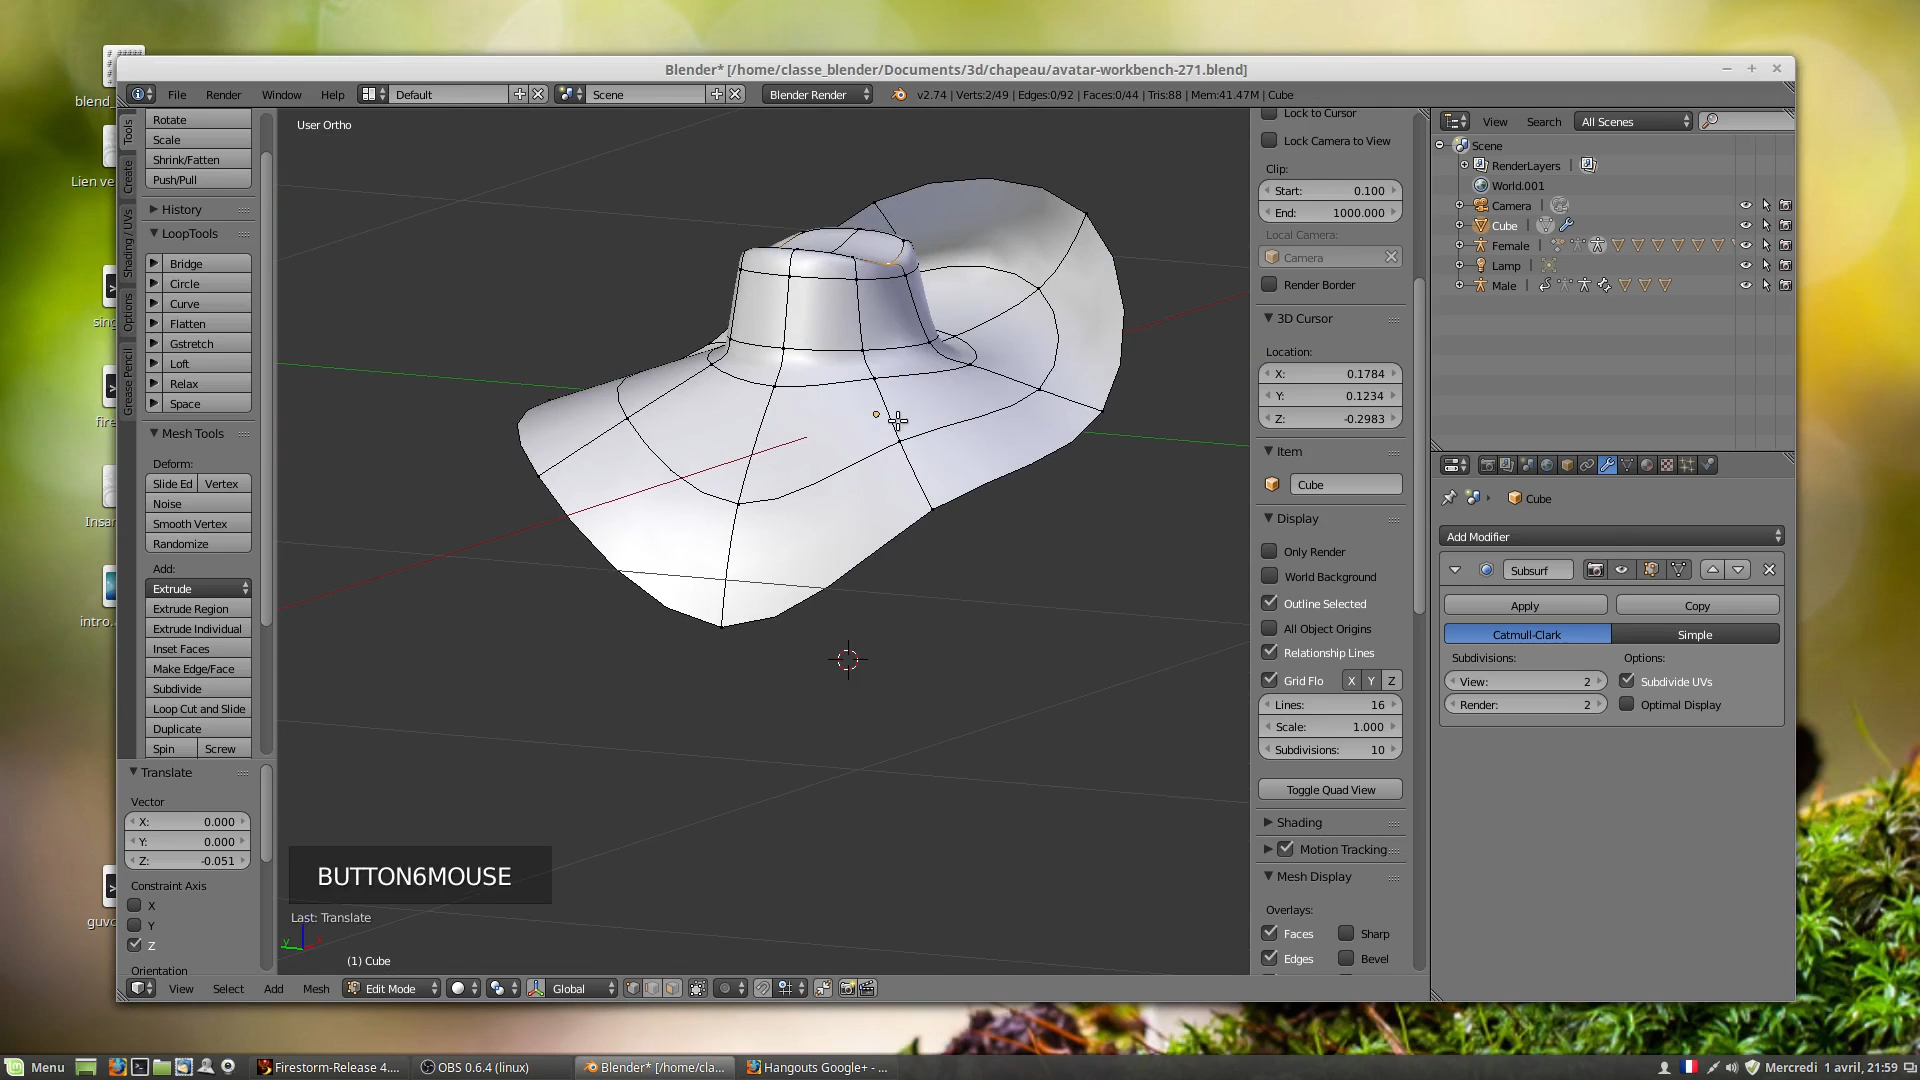 Blender* [/home/classe_blender/Documents/3d/chapeau/avatar-workbench-271.blend]
File Render Window Help Default Scene Blender Render v2.74 | Verts:2/49 | Edges:0/92 | Faces:0/44 | Tris:88 | Mem:41.47M | Cube
blend_
Lien ve
sing
fire
Insa
intro.
guvc
Tools
Create
Shading / UVs
Options
Grease Pencil
Rotate
Scale
Shrink/Fatten
Push/Pull
History
LoopTools
Bridge
Circle
Curve
Flatten
Gstretch
Loft
Relax
Space
Mesh Tools
Deform:
Slide Ed Vertex
Noise
Smooth Vertex
Randomize
Add:
Extrude
Extrude Region
Extrude Individual
Inset Faces
Make Edge/Face
Subdivide
Loop Cut and Slide
Duplicate
Spin Screw
Translate
Vector
X: 0.000
Y: 0.000
Z: -0.051
Constraint Axis
X
Y
Z
Orientation
User Ortho
BUTTON6MOUSE
Last: Translate
(1) Cube
View Select Add Mesh Edit Mode Global
Lock to Cursor
Lock Camera to View
Clip:
Start: 0.100
End: 1000.000
Local Camera:
Camera
Render Border
3D Cursor
Location:
X: 0.1784
Y: 0.1234
Z: -0.2983
Item
Cube
Display
Only Render
World Background
Outline Selected
All Object Origins
Relationship Lines
Grid Flo X Y Z
Lines: 16
Scale: 1.000
Subdivisions: 10
Toggle Quad View
Shading
Motion Tracking
Mesh Display
Overlays:
Faces Sharp
Edges Bevel
View Search All Scenes
Scene
RenderLayers
World.001
Camera
Cube
Female
Lamp
Male
Cube
Add Modifier
Subsurf
Apply Copy
Catmull-Clark Simple
Subdivisions: Options:
View: 2 Subdivide UVs
Render: 2 Optimal Display
Menu Firestorm-Release 4.... OBS 0.6.4 (linux) Blender* [/home/cla... Hangouts Google+ - ... Mercredi 1 avril, 21:59